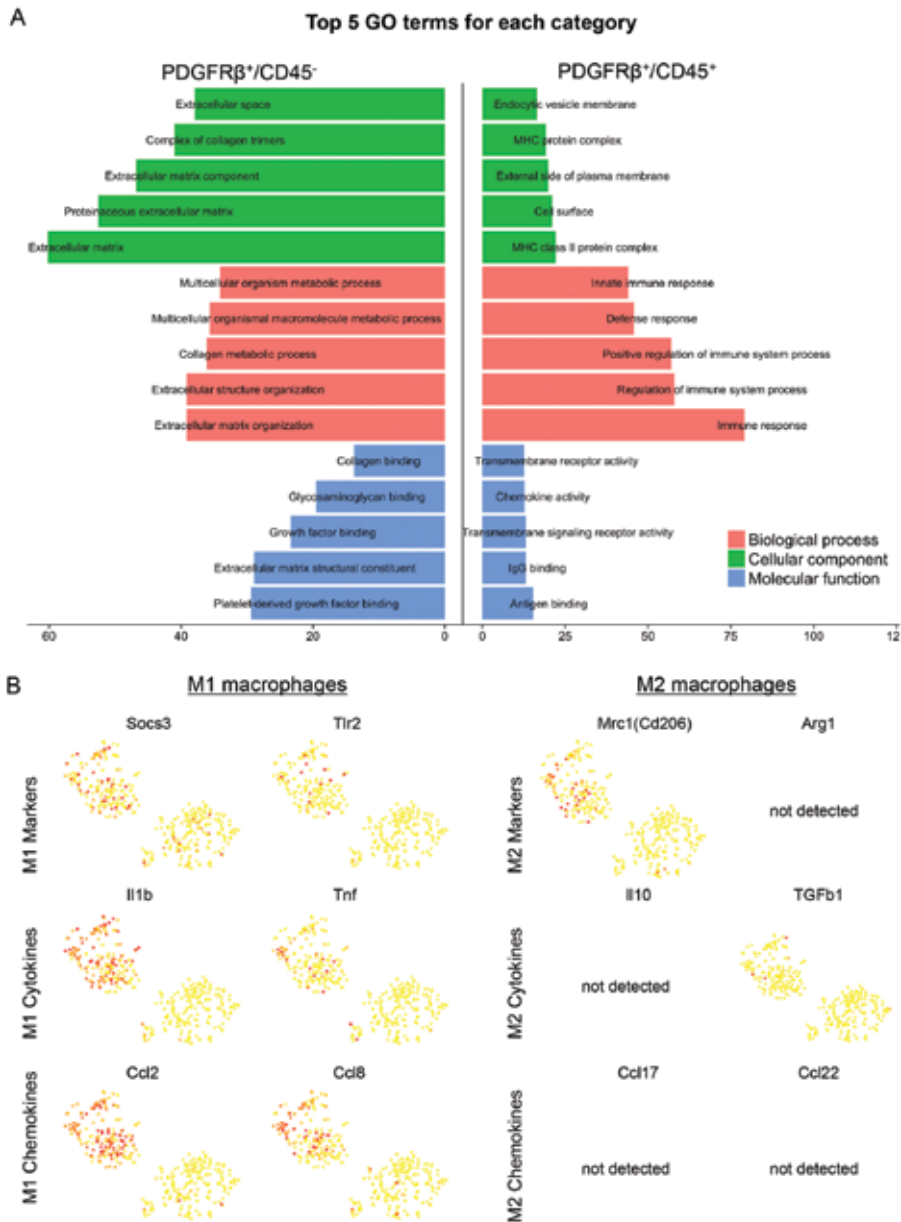 A
Top 5 GO terms for each category
PDGFRβ⁺/CD45⁻
PDGFRβ⁺/CD45⁺
Extracellular space
Complex of collagen trimers
Extracellular matrix component
Proteinaceous extracellular matrix
Extracellular matrix
Multicellular organism metabolic process
Multicellular organismal macromolecule metabolic process
Collagen metabolic process
Extracellular structure organization
Extracellular matrix organization
Collagen binding
Glycosaminoglycan binding
Growth factor binding
Extracellular matrix structural constituent
Platelet-derived growth factor binding
60 40 20 0
Endocytic vesicle membrane
MHC protein complex
External side of plasma membrane
Cell surface
MHC class II protein complex
Innate immune response
Defense response
Positive regulation of immune system process
Regulation of immune system process
Immune response
Transmembrane receptor activity
Chemokine activity
Transmembrane signaling receptor activity
IgG binding
Antigen binding
0 25 50 75 100 12
Biological process
Cellular component
Molecular function
B
M1 macrophages
M2 macrophages
M1 Markers
Socs3
Tlr2
M2 Markers
Mrc1(Cd206)
Arg1
not detected
M1 Cytokines
Il1b
Tnf
M2 Cytokines
Il10
not detected
TGFb1
M1 Chemokines
Ccl2
Ccl8
M2 Chemokines
Ccl17
not detected
Ccl22
not detected